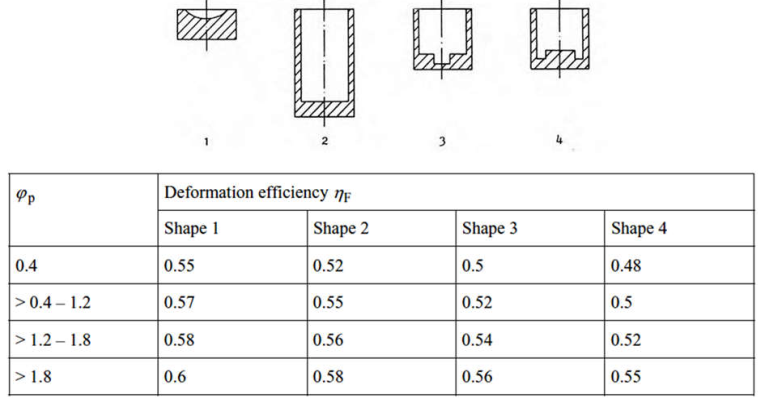 1 2 3 4
φp Deformation efficiency ηF
Shape 1 Shape 2 Shape 3 Shape 4
0.4 0.55 0.52 0.5 0.48
> 0.4 – 1.2 0.57 0.55 0.52 0.5
> 1.2 – 1.8 0.58 0.56 0.54 0.52
> 1.8 0.6 0.58 0.56 0.55